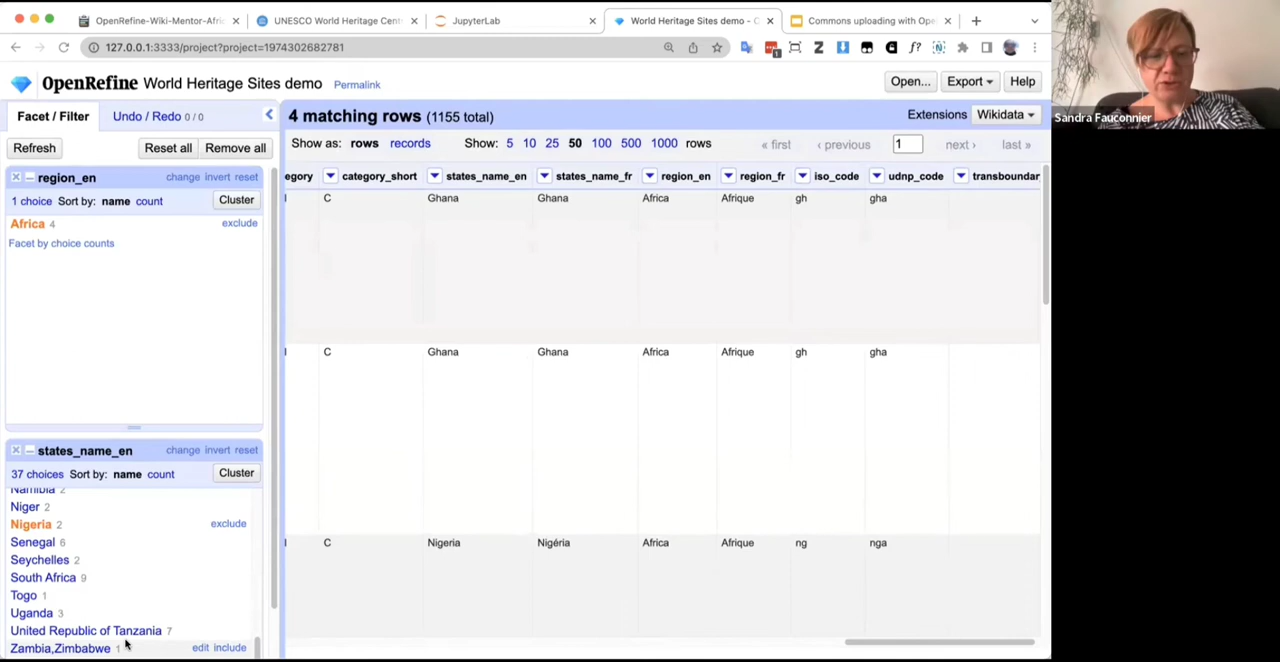 OpenRefine-Wiki-Mentor-Afric
UNESCO World Heritage Cent
JupyterLab
World Heritage Sites demo - O
Commons uploading with Ope
127.0.0.1:3333/project?project=1974302682781
OpenRefine World Heritage Sites demo Permalink
Open... Export Help
Facet / Filter Undo / Redo 0 / 0
4 matching rows (1155 total)
Extensions Wikidata
Refresh Reset all Remove all
Show as: rows records Show: 5 10 25 50 100 500 1000 rows
« first ‹ previous 1 next › last »
region_en change invert reset
1 choice Sort by: name count Cluster
Africa 4 exclude
Facet by choice counts
states_name_en change invert reset
37 choices Sort by: name count Cluster
Namibia 2
Niger 2
Nigeria 2 exclude
Senegal 6
Seychelles 2
South Africa 9
Togo 1
Uganda 3
United Republic of Tanzania 7
Zambia,Zimbabwe 1 edit include
egory category_short states_name_en states_name_fr region_en region_fr iso_code udnp_code transboundar
l C Ghana Ghana Africa Afrique gh gha
l C Ghana Ghana Africa Afrique gh gha
l C Nigeria Nigéria Africa Afrique ng nga
Sandra Fauconnier